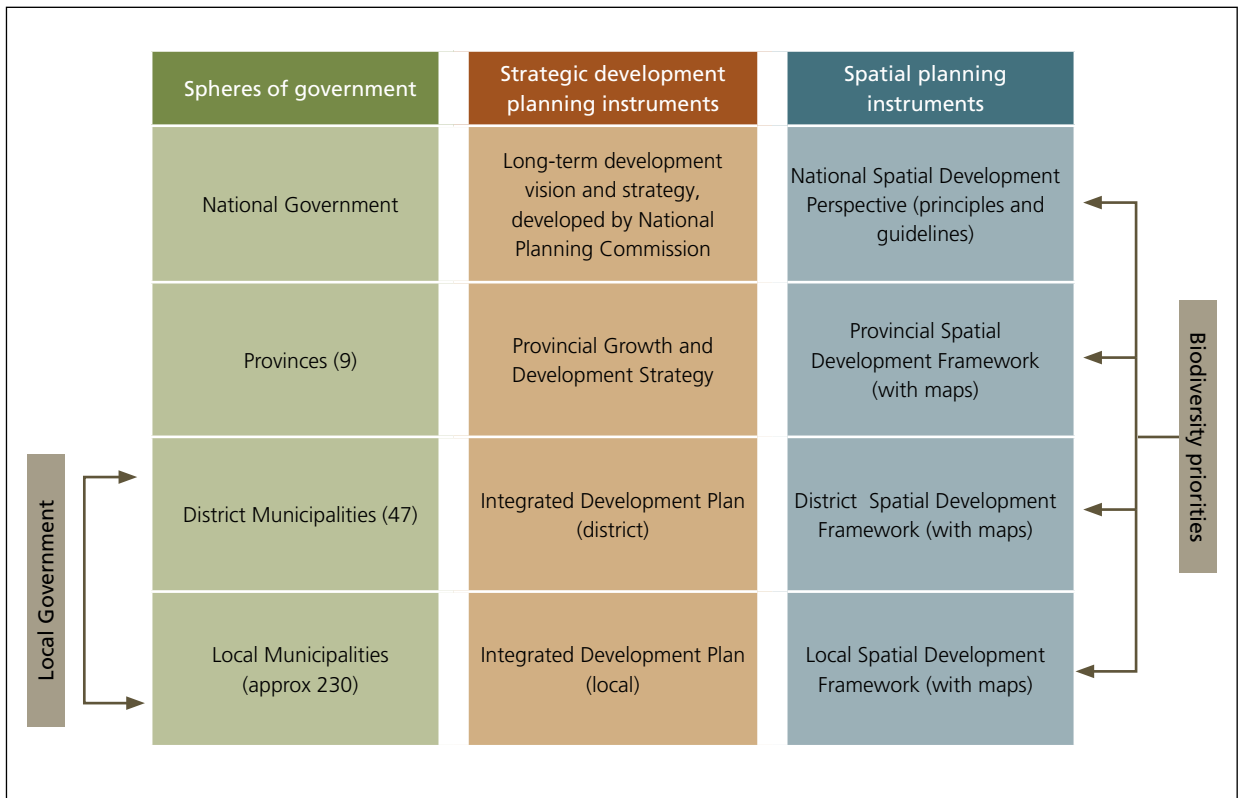 Spheres of government
Strategic development
planning instruments
Spatial planning
instruments
National Government
Long-term development
vision and strategy,
developed by National
Planning Commission
National Spatial Development
Perspective (principles and
guidelines)
Provinces (9)
Provincial Growth and
Development Strategy
Provincial Spatial
Development Framework
(with maps)
District Municipalities (47)
Integrated Development Plan
(district)
District Spatial Development
Framework (with maps)
Local Municipalities
(approx 230)
Integrated Development Plan
(local)
Local Spatial Development
Framework (with maps)
Local Government
Biodiversity priorities